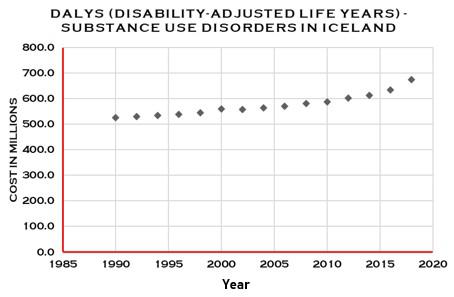 DALYS (DISABILITY-ADJUSTED LIFE YEARS) -
SUBSTANCE USE DISORDERS IN ICELAND
COST IN MILLIONS
800.0
700.0
600.0
500.0
400.0
300.0
200.0
100.0
0.0
1985 1990 1995 2000 2005 2010 2015 2020
Year